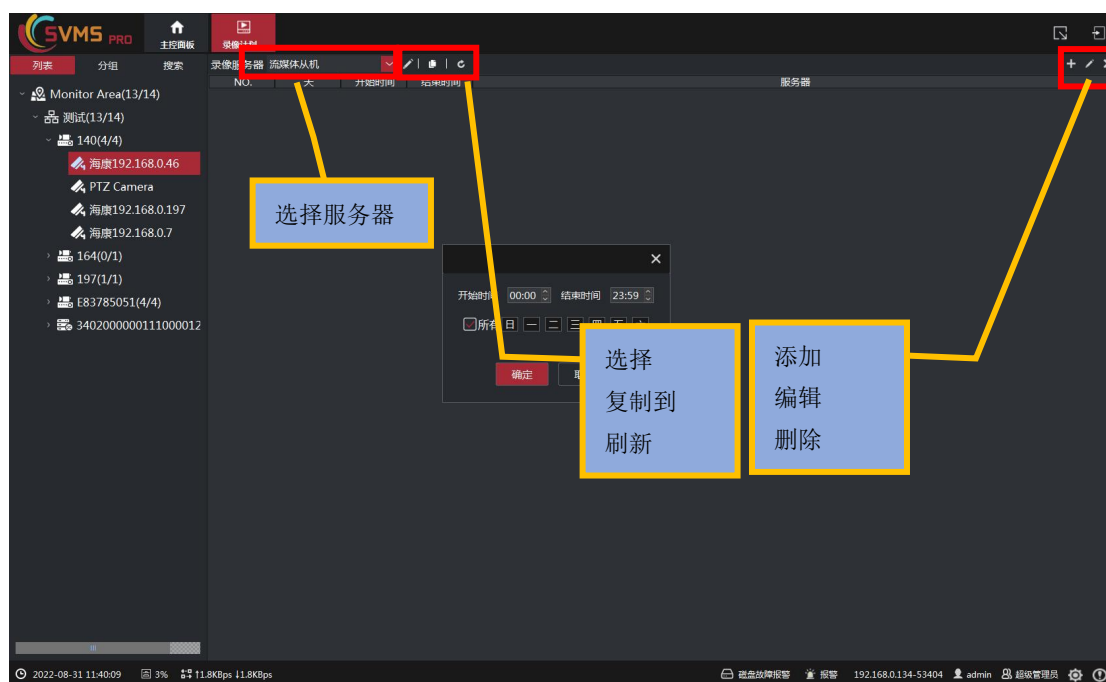 SVMS PRO
主控面板
录像计划
列表 分组 搜索
录像服务器 流媒体从机
NO. 天 开始时间 结束时间 服务器
Monitor Area(13/14)
测试(13/14)
140(4/4)
海康192.168.0.46
PTZ Camera
海康192.168.0.197
海康192.168.0.7
164(0/1)
197(1/1)
E83785051(4/4)
3402000000111000012
选择服务器
开始时间 00:00 结束时间 23:59
所有 日 一 二 三 四 五 六
确定
选择
复制到
刷新
添加
编辑
删除
2022-08-31 11:40:09 3% ↑1.8KBps ↓1.8KBps
磁盘故障报警 报警 192.168.0.134-53404 admin 超级管理员